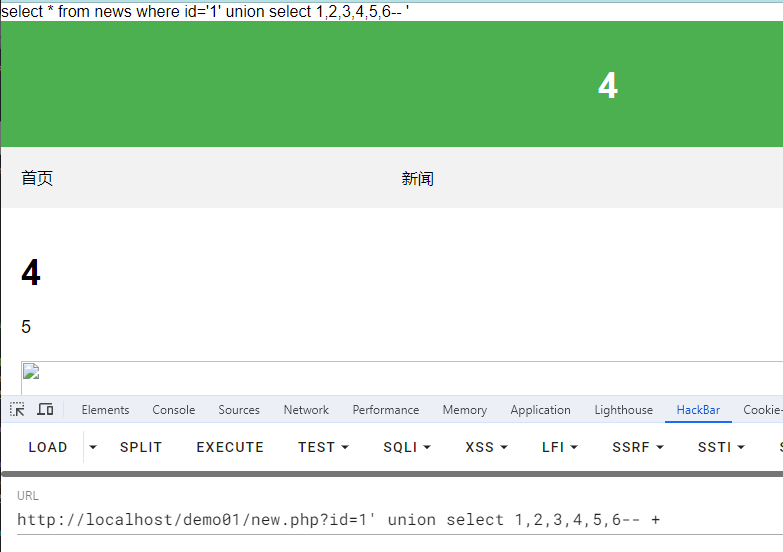 select * from news where id='1' union select 1,2,3,4,5,6-- '
4
首页 新闻
4
5
Elements Console Sources Network Performance Memory Application Lighthouse HackBar Cookie-
LOAD SPLIT EXECUTE TEST SQLI XSS LFI SSRF SSTI
URL
http://localhost/demo01/new.php?id=1' union select 1,2,3,4,5,6-- +